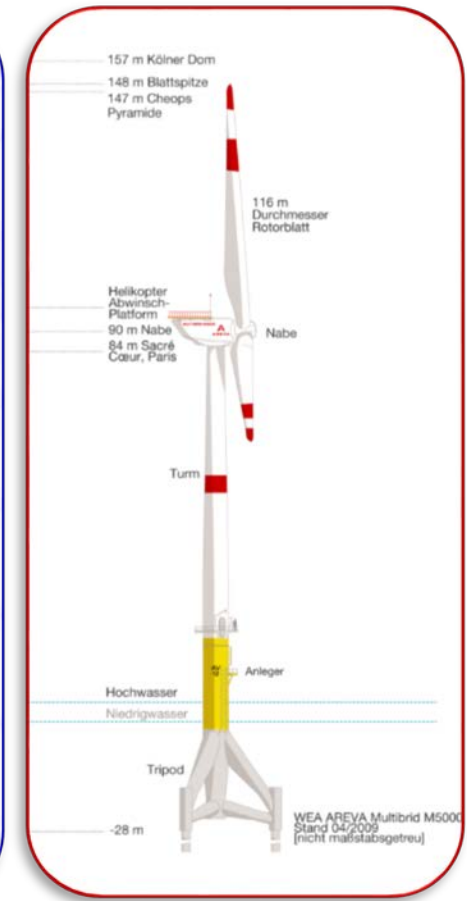 157 m Kölner Dom
148 m Blattspitze
147 m Cheops
Pyramide
116 m
Durchmesser
Rotorblatt
Helikopter
Abwinsch-
Platform
90 m Nabe
84 m Sacré
Cœur, Paris
Nabe
Turm
Anleger
Hochwasser
Niedrigwasser
Tripod
-28 m
WEA AREVA Multibrid M5000
Stand 04/2009
[nicht maßstabsgetreu]